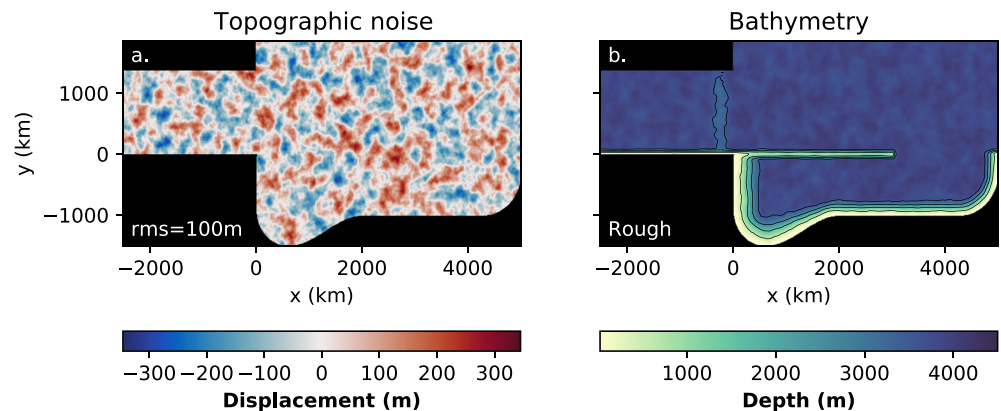 Topographic noise
a.
1000
0
−1000
y (km)
rms=100m
−2000
0
2000
4000
x (km)
−300
−200
−100
0
100
200
300
Displacement (m)
Bathymetry
b.
Rough
−2000
0
2000
4000
x (km)
1000
2000
3000
4000
Depth (m)